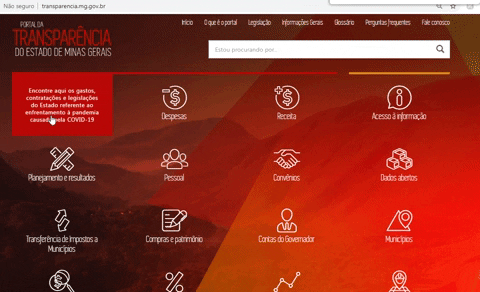 Não seguro | transparencia.mg.gov.br
Início
O que é o portal
Legislação
Informações Gerais
Glossário
Perguntas frequentes
Fale conosco
PORTAL DA
TRANSPARÊNCIA
DO ESTADO DE MINAS GERAIS
Estou procurando por...
Encontre aqui os gastos,
contratações e legislações
do Estado referente ao
enfrentamento à pandemia
causada pela COVID-19
Despesas
Receita
Acesso à informação
Planejamento e resultados
Pessoal
Convênios
Dados abertos
Transferência de Impostos a
Municípios
Compras e patrimônio
Contas do Governador
Municípios